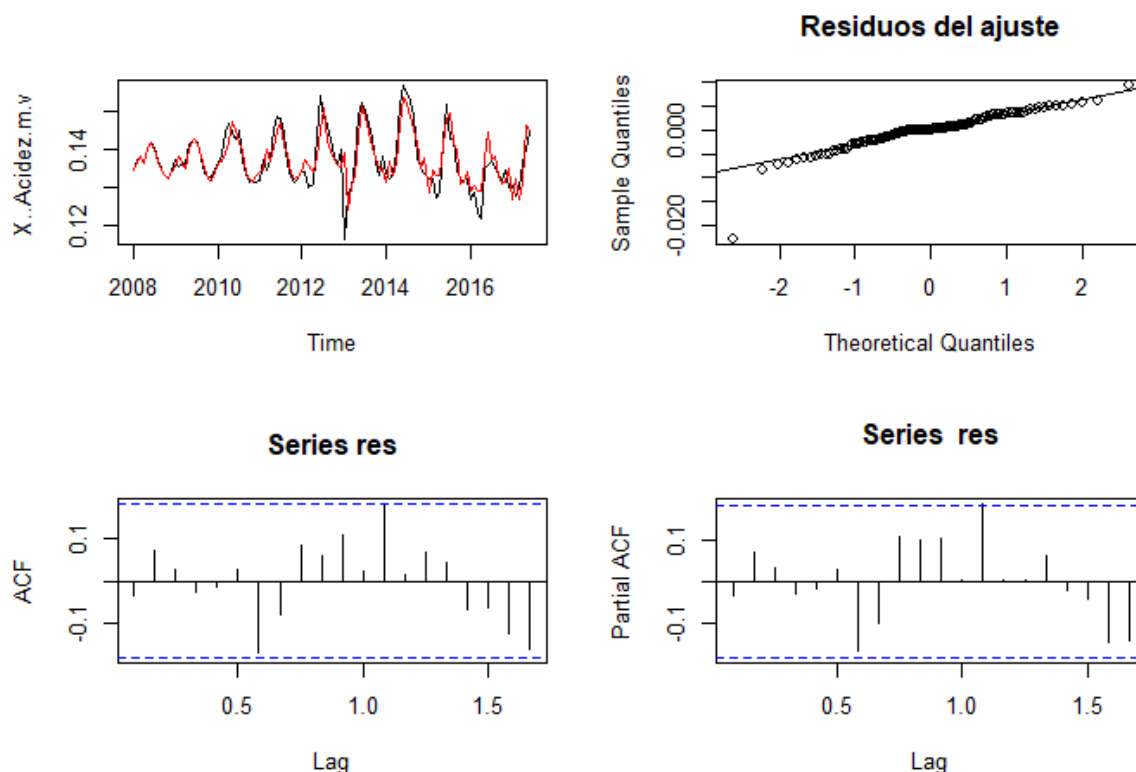 X..Acidez.m.v
0.14
0.12
2008 2010 2012 2014 2016
Time
Residuos del ajuste
Sample Quantiles
0.000
-0.020
-2 -1 0 1 2
Theoretical Quantiles
Series res
ACF
0.1
-0.1
0.5 1.0 1.5
Lag
Series res
Partial ACF
0.1
-0.1
0.5 1.0 1.5
Lag